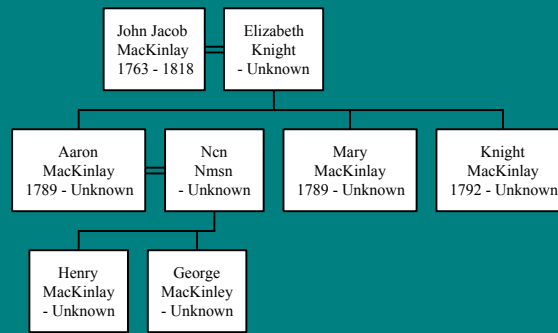 John Jacob
MacKinlay
1763 - 1818
Elizabeth
Knight
- Unknown
Aaron
MacKinlay
1789 - Unknown
Ncn
Nmsn
- Unknown
Mary
MacKinlay
1789 - Unknown
Knight
MacKinlay
1792 - Unknown
Henry
MacKinlay
- Unknown
George
MacKinley
- Unknown